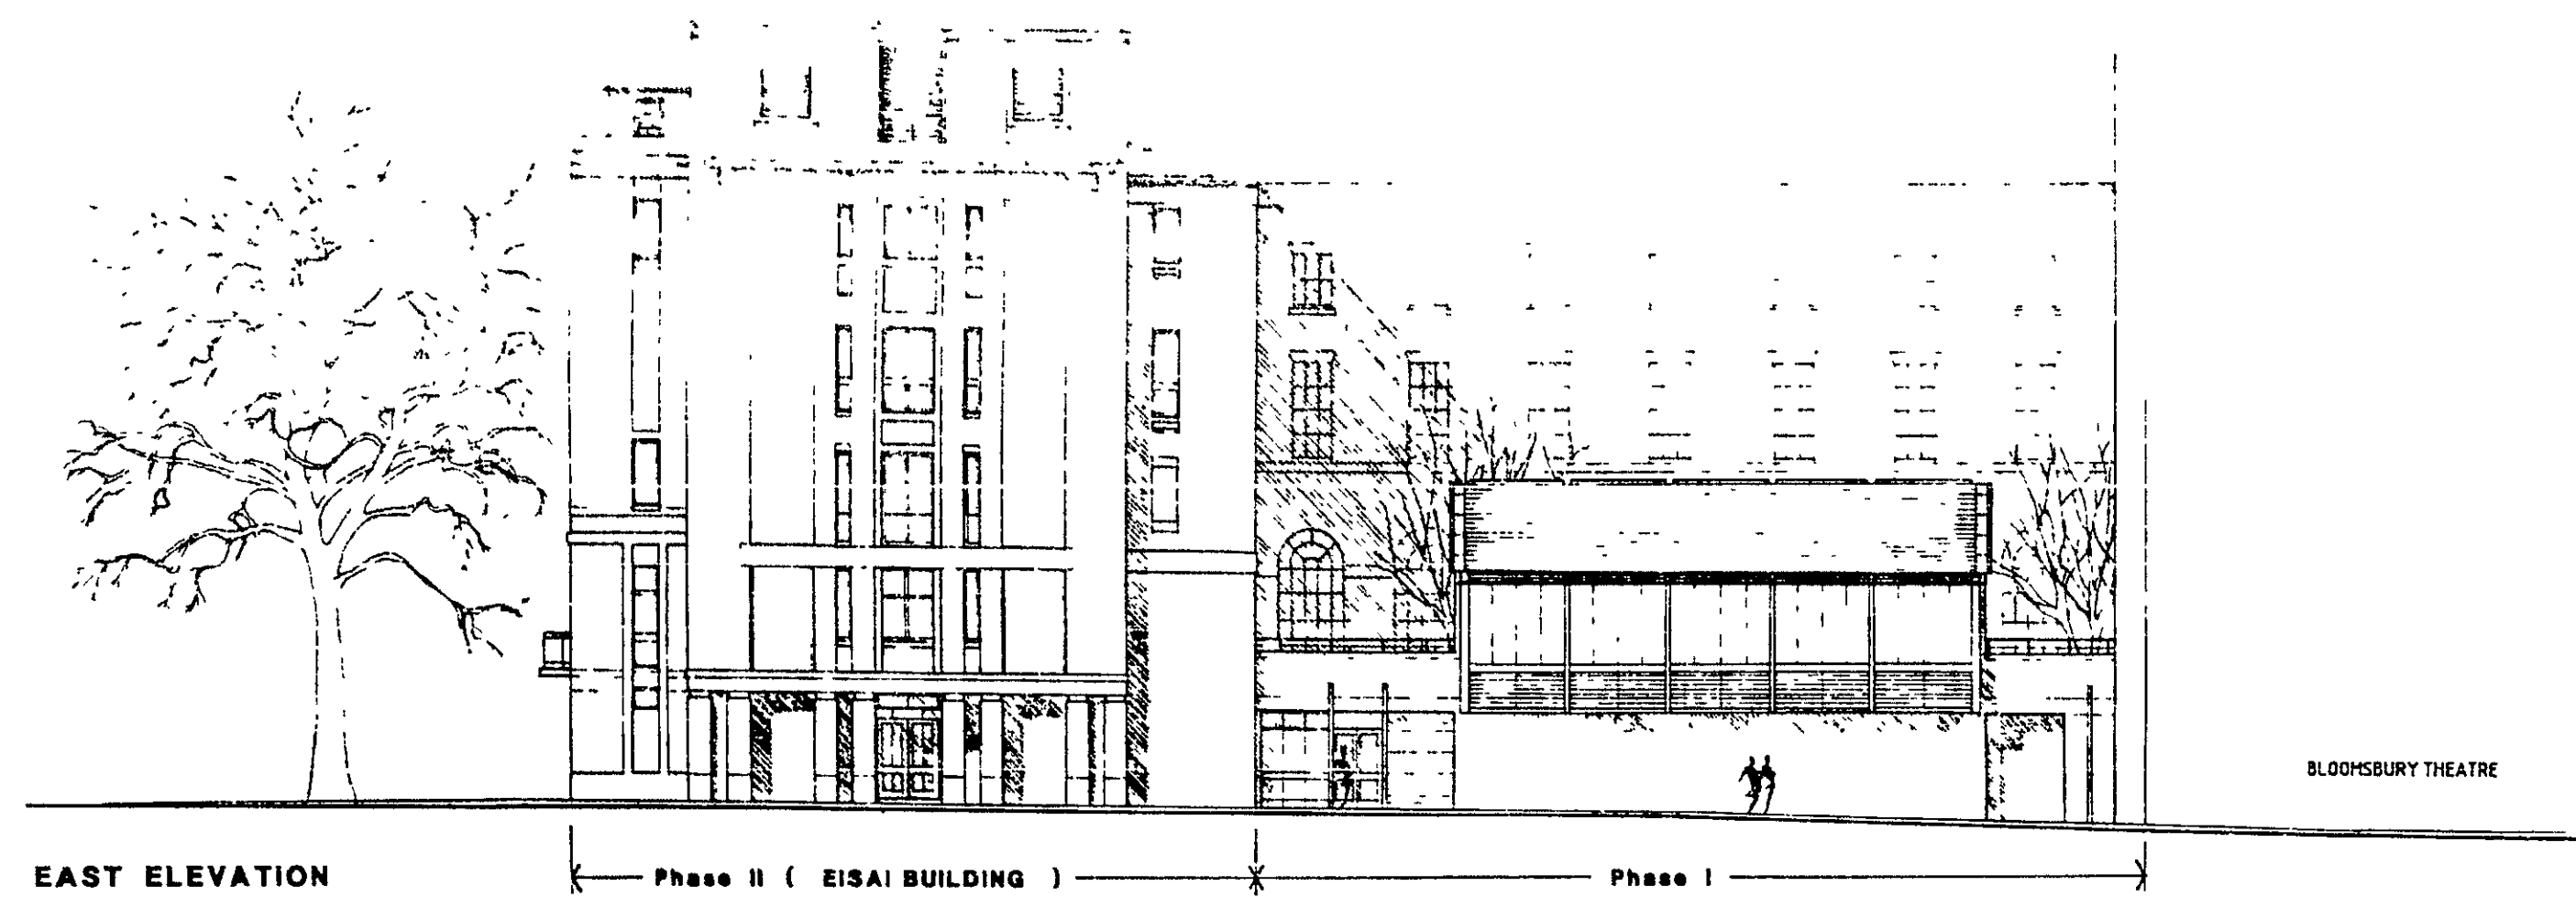 BLOOMSBURY THEATRE
EAST ELEVATION
Phase II ( EISAI BUILDING )
Phase I